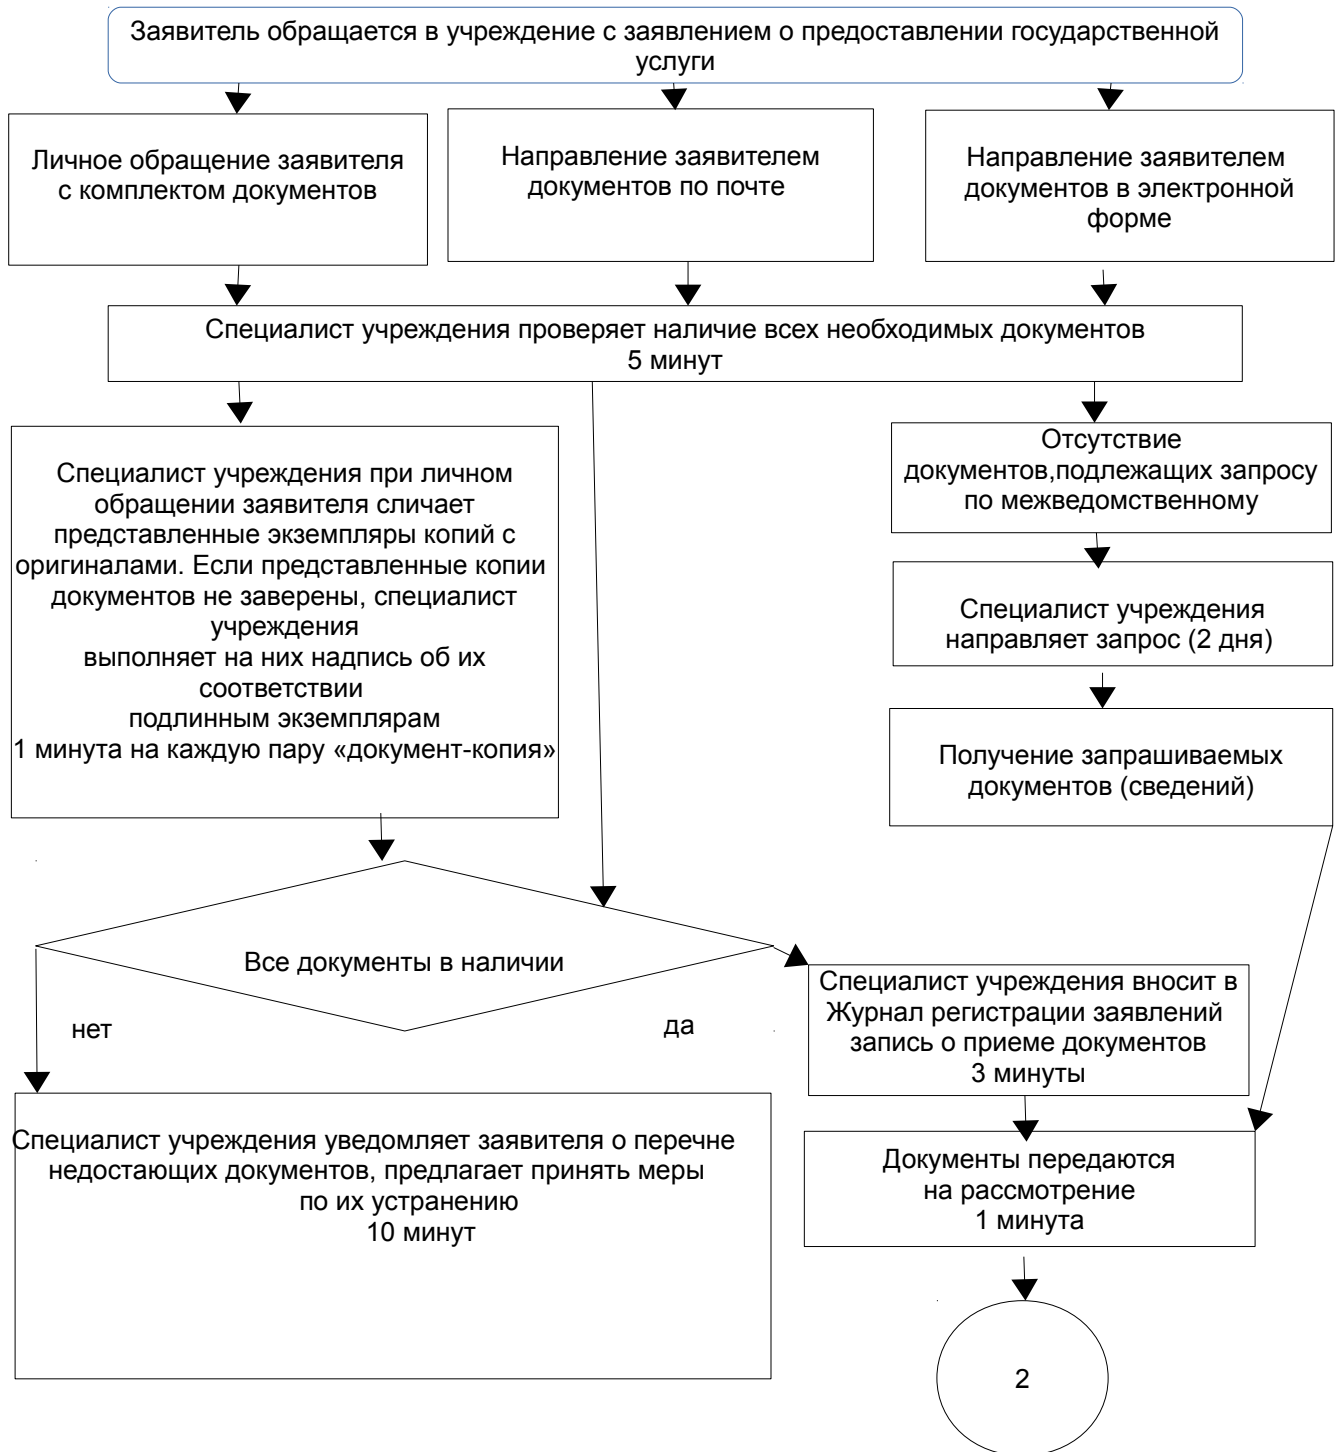 Заявитель обращается в учреждение с заявлением о предоставлении государственной
услуги
Личное обращение заявителя
с комплектом документов
Направление заявителем
документов по почте
Направление заявителем
документов в электронной
форме
Специалист учреждения проверяет наличие всех необходимых документов
5 минут
Специалист учреждения при личном
обращении заявителя сличает
представленные экземпляры копий с
оригиналами. Если представленные копии
документов не заверены, специалист
учреждения
выполняет на них надпись об их
соответствии
подлинным экземплярам
1 минута на каждую пару «документ-копия»
Отсутствие
документов,подлежащих запросу
по межведомственному
Специалист учреждения
направляет запрос (2 дня)
Получение запрашиваемых
документов (сведений)
Все документы в наличии
нет
да
Специалист учреждения вносит в
Журнал регистрации заявлений
запись о приеме документов
3 минуты
Специалист учреждения уведомляет заявителя о перечне
недостающих документов, предлагает принять меры
по их устранению
10 минут
Документы передаются
на рассмотрение
1 минута
2